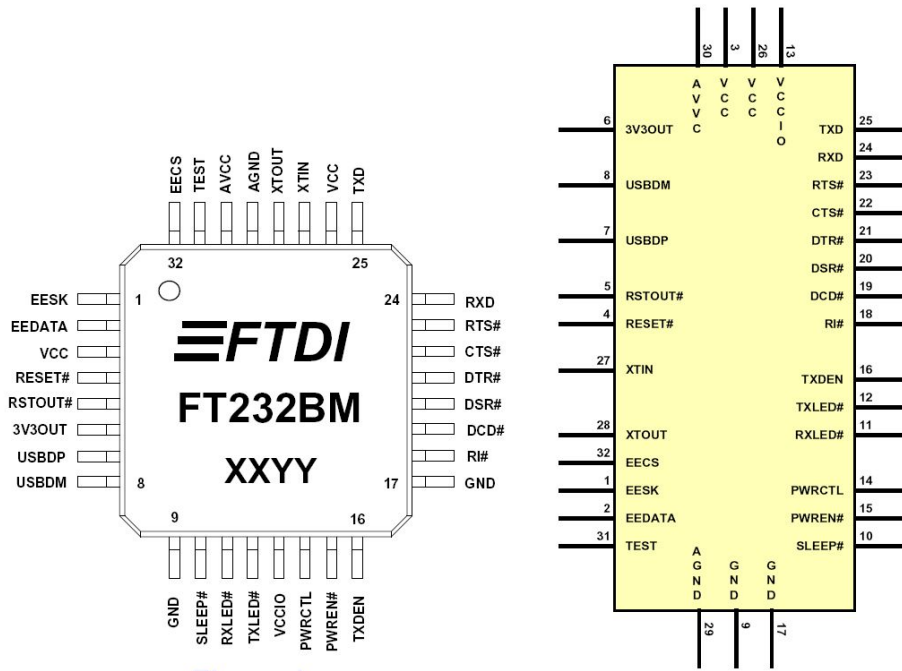 EECS
TEST
AVCC
AGND
XTOUT
XTIN
VCC
TXD
32
25
EESK
EEDATA
VCC
RESET#
RSTOUT#
3V3OUT
USBDP
USBDM
1
8
24
17
FTDI
FT232BM
XXYY
RXD
RTS#
CTS#
DTR#
DSR#
DCD#
RI#
GND
9
16
GND
SLEEP#
RXLED#
TXLED#
VCCIO
PWRCTL
PWREN#
TXDEN
30
3
26
13
AVVC
VCC
VCC
VCCIO
6 3V3OUT
8 USBDM
7 USBDP
5 RSTOUT#
4 RESET#
27 XTIN
28 XTOUT
32 EECS
1 EESK
2 EEDATA
31 TEST
TXD 25
RXD 24
RTS# 23
CTS# 22
DTR# 21
DSR# 20
DCD# 19
RI# 18
TXDEN 16
TXLED# 12
RXLED# 11
PWRCTL 14
PWREN# 15
SLEEP# 10
AGND
GND
GND
29
9
17